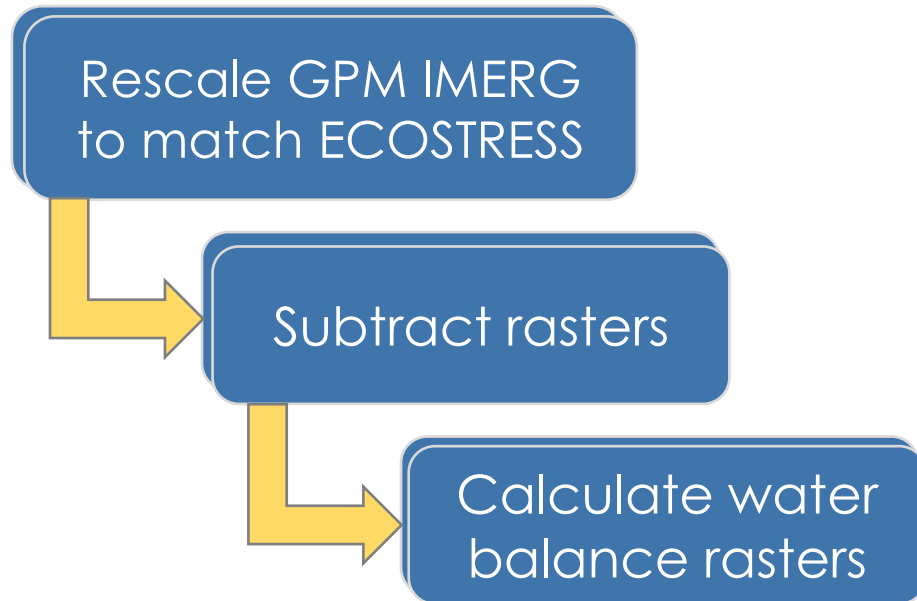 Rescale GPM IMERG
to match ECOSTRESS
Subtract rasters
Calculate water
balance rasters